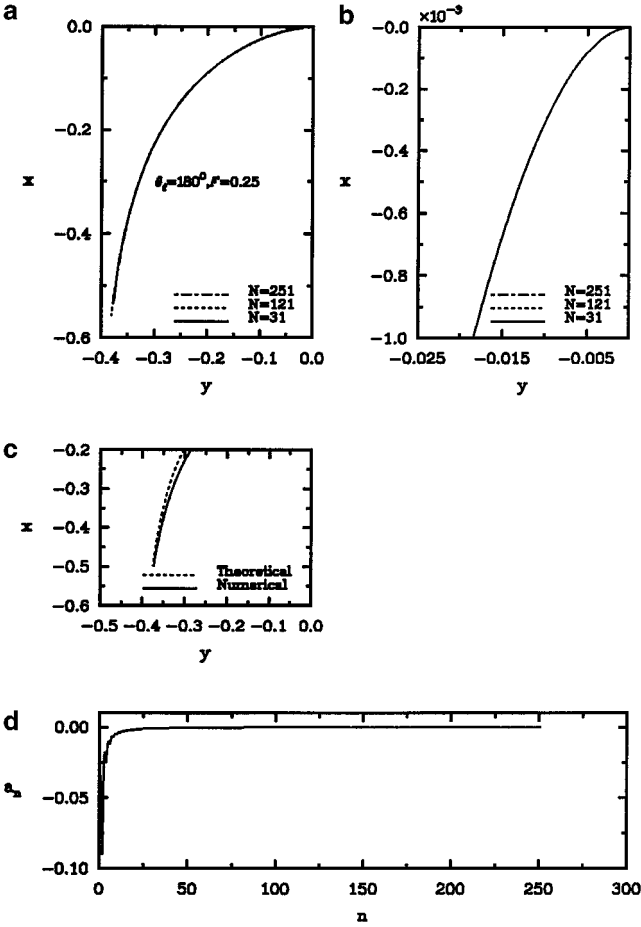 a
0.0
−0.2
−0.4
−0.6
x
θ_ℓ=180⁰,F=0.25
N=251
N=121
N=31
−0.4 −0.3 −0.2 −0.1 0.0
y
b
×10⁻³
−0.0
−0.2
−0.4
−0.6
−0.8
−1.0
x
N=251
N=121
N=31
−0.025 −0.015 −0.005
y
c
−0.2
−0.3
−0.4
−0.5
−0.6
x
Theoretical
Numerical
−0.5 −0.4 −0.3 −0.2 −0.1 0.0
y
d
0.00
−0.05
−0.10
aₙ
0 50 100 150 200 250 300
n